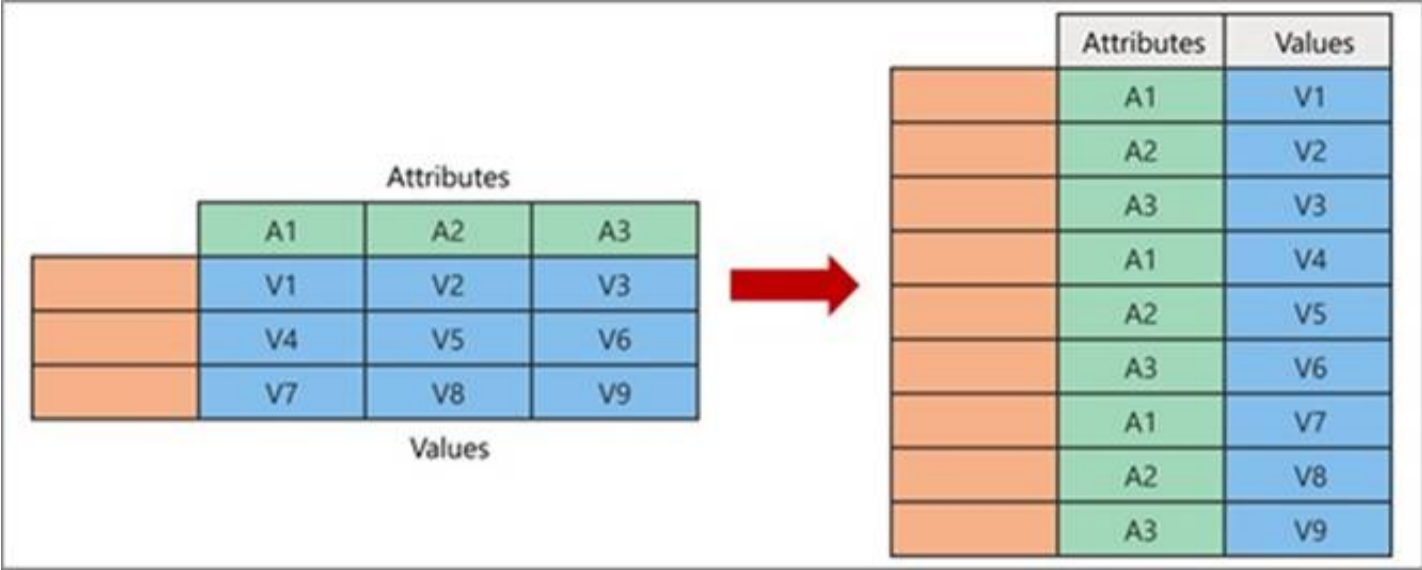 Attributes
A1 A2 A3
V1 V2 V3
V4 V5 V6
V7 V8 V9
Values
Attributes Values
A1 V1
A2 V2
A3 V3
A1 V4
A2 V5
A3 V6
A1 V7
A2 V8
A3 V9